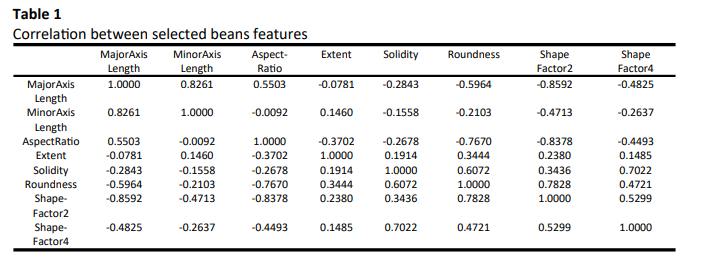 Table 1
Correlation between selected beans features
MajorAxis MinorAxis Aspect- Extent Solidity Roundness Shape Shape
Length Length Ratio Factor2 Factor4
MajorAxis 1.0000 0.8261 0.5503 -0.0781 -0.2843 -0.5964 -0.8592 -0.4825
Length
MinorAxis 0.8261 1.0000 -0.0092 0.1460 -0.1558 -0.2103 -0.4713 -0.2637
Length
AspectRatio 0.5503 -0.0092 1.0000 -0.3702 -0.2678 -0.7670 -0.8378 -0.4493
Extent -0.0781 0.1460 -0.3702 1.0000 0.1914 0.3444 0.2380 0.1485
Solidity -0.2843 -0.1558 -0.2678 0.1914 1.0000 0.6072 0.3436 0.7022
Roundness -0.5964 -0.2103 -0.7670 0.3444 0.6072 1.0000 0.7828 0.4721
Shape- -0.8592 -0.4713 -0.8378 0.2380 0.3436 0.7828 1.0000 0.5299
Factor2
Shape- -0.4825 -0.2637 -0.4493 0.1485 0.7022 0.4721 0.5299 1.0000
Factor4